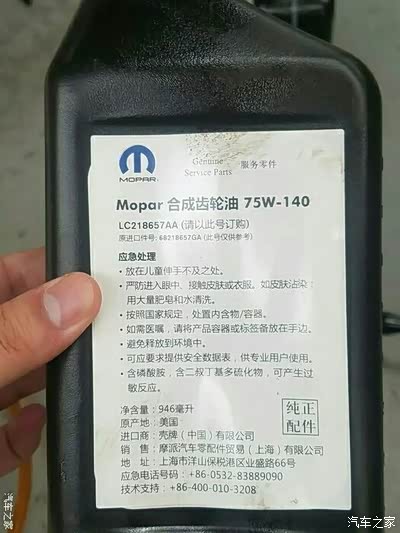 MOPAR
Genuine
Service Parts
服务零件
Mopar 合成齿轮油 75W-140
LC218657AA (请以此号订购)
原进口件号: 68218657GA (此号仅供参考)
应急处理
• 放在儿童伸手不及之处。
• 严防进入眼中、接触皮肤或衣服。如皮肤沾染:
用大量肥皂和水清洗。
• 按照国家规定,处置内含物/容器。
• 如需医嘱,请将产品容器或标签备放在手边。
• 避免释放到环境中。
• 可应要求提供安全数据表,供专业用户使用。
• 含磷酸胺,含二叔丁基多硫化物,可产生过
敏反应。
净含量: 946毫升
原产地: 美国
进口商: 壳牌(中国)有限公司
销 售: 摩派汽车零配件贸易(上海)有限公司
地 址: 上海市洋山保税港区业盛路66号
应急电话号码: +86-0532-83889090
技术支持: +86-400-010-3208
纯正
配件
汽车之家
汽车之家